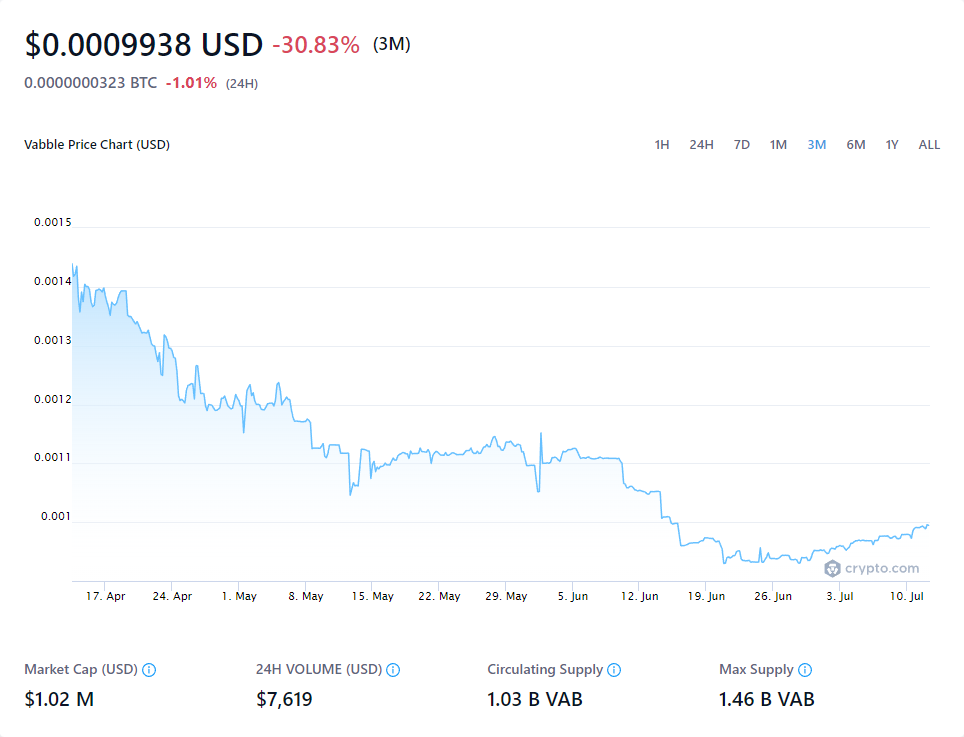 $0.0009938 USD -30.83% (3M)
0.0000000323 BTC -1.01% (24H)
Vabble Price Chart (USD) 1H 24H 7D 1M 3M 6M 1Y ALL
0.0015
0.0014
0.0013
0.0012
0.0011
0.001
crypto.com
17. Apr 24. Apr 1. May 8. May 15. May 22. May 29. May 5. Jun 12. Jun 19. Jun 26. Jun 3. Jul 10. Jul
Market Cap (USD) 24H VOLUME (USD) Circulating Supply Max Supply
$1.02 M $7,619 1.03 B VAB 1.46 B VAB